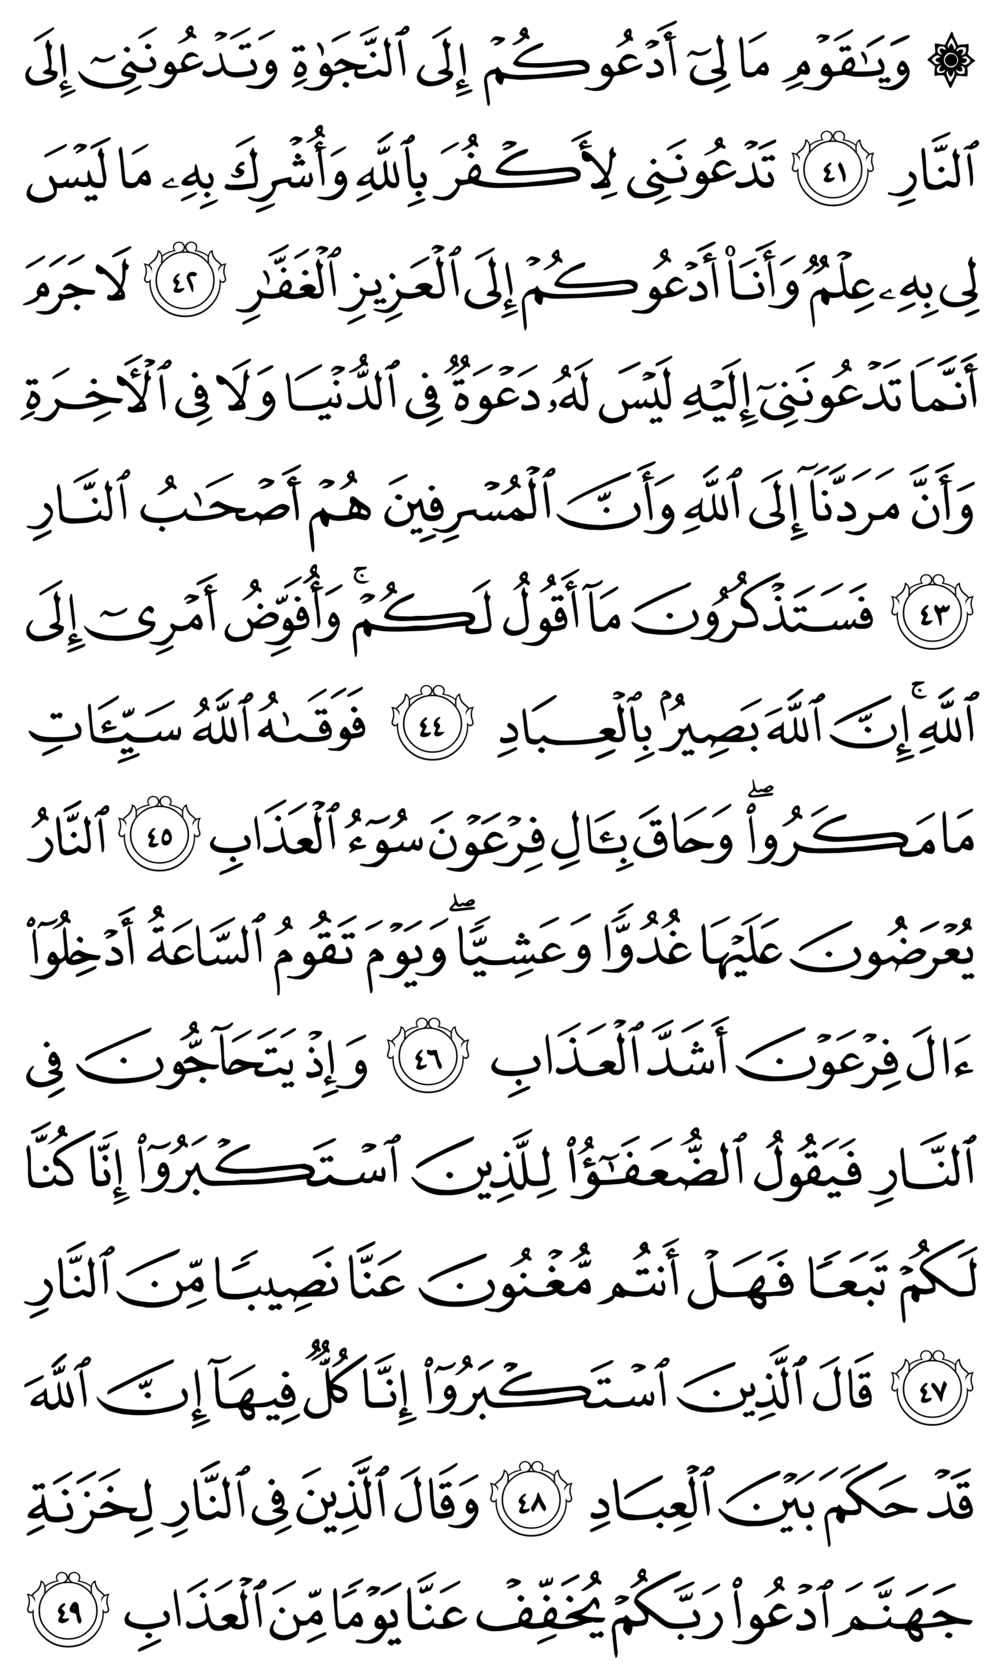 ۞ وَيَٰقَوۡمِ مَا لِيٓ أَدۡعُوكُمۡ إِلَى ٱلنَّجَوٰةِ وَتَدۡعُونَنِيٓ إِلَى
ٱلنَّارِ ٤١ تَدۡعُونَنِي لِأَكۡفُرَ بِٱللَّهِ وَأُشۡرِكَ بِهِۦ مَا لَيۡسَ
لِي بِهِۦ عِلۡمٞ وَأَنَا۠ أَدۡعُوكُمۡ إِلَى ٱلۡعَزِيزِ ٱلۡغَفَّٰرِ ٤٢ لَا جَرَمَ
أَنَّمَا تَدۡعُونَنِيٓ إِلَيۡهِ لَيۡسَ لَهُۥ دَعۡوَةٞ فِي ٱلدُّنۡيَا وَلَا فِي ٱلۡأٓخِرَةِ
وَأَنَّ مَرَدَّنَآ إِلَى ٱللَّهِ وَأَنَّ ٱلۡمُسۡرِفِينَ هُمۡ أَصۡحَٰبُ ٱلنَّارِ
٤٣ فَسَتَذۡكُرُونَ مَآ أَقُولُ لَكُمۡۚ وَأُفَوِّضُ أَمۡرِيٓ إِلَى
ٱللَّهِۚ إِنَّ ٱللَّهَ بَصِيرُۢ بِٱلۡعِبَادِ ٤٤ فَوَقَىٰهُ ٱللَّهُ سَيِّـَٔاتِ
مَا مَكَرُواْۖ وَحَاقَ بِـَٔالِ فِرۡعَوۡنَ سُوٓءُ ٱلۡعَذَابِ ٤٥ ٱلنَّارُ
يُعۡرَضُونَ عَلَيۡهَا غُدُوّٗا وَعَشِيّٗاۖ وَيَوۡمَ تَقُومُ ٱلسَّاعَةُ أَدۡخِلُوٓاْ
ءَالَ فِرۡعَوۡنَ أَشَدَّ ٱلۡعَذَابِ ٤٦ وَإِذۡ يَتَحَآجُّونَ فِي
ٱلنَّارِ فَيَقُولُ ٱلضُّعَفَٰٓؤُاْ لِلَّذِينَ ٱسۡتَكۡبَرُوٓاْ إِنَّا كُنَّا
لَكُمۡ تَبَعٗا فَهَلۡ أَنتُم مُّغۡنُونَ عَنَّا نَصِيبٗا مِّنَ ٱلنَّارِ
٤٧ قَالَ ٱلَّذِينَ ٱسۡتَكۡبَرُوٓاْ إِنَّا كُلّٞ فِيهَآ إِنَّ ٱللَّهَ
قَدۡ حَكَمَ بَيۡنَ ٱلۡعِبَادِ ٤٨ وَقَالَ ٱلَّذِينَ فِي ٱلنَّارِ لِخَزَنَةِ
جَهَنَّمَ ٱدۡعُواْ رَبَّكُمۡ يُخَفِّفۡ عَنَّا يَوۡمٗا مِّنَ ٱلۡعَذَابِ ٤٩